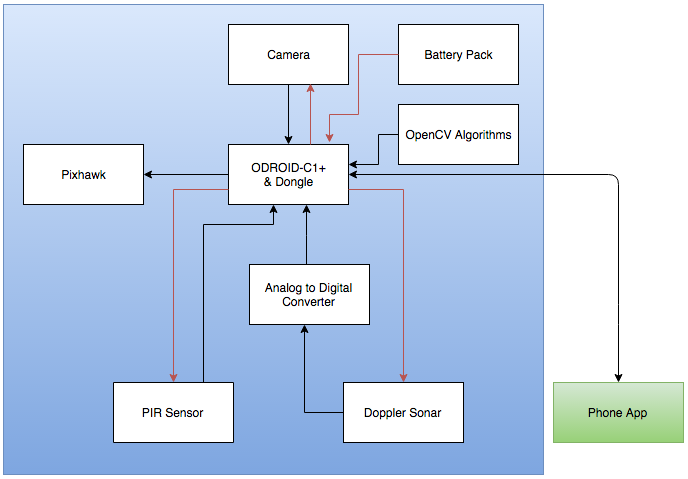 Camera
Battery Pack
OpenCV Algorithms
Pixhawk
ODROID-C1+
& Dongle
Analog to Digital
Converter
PIR Sensor
Doppler Sonar
Phone App